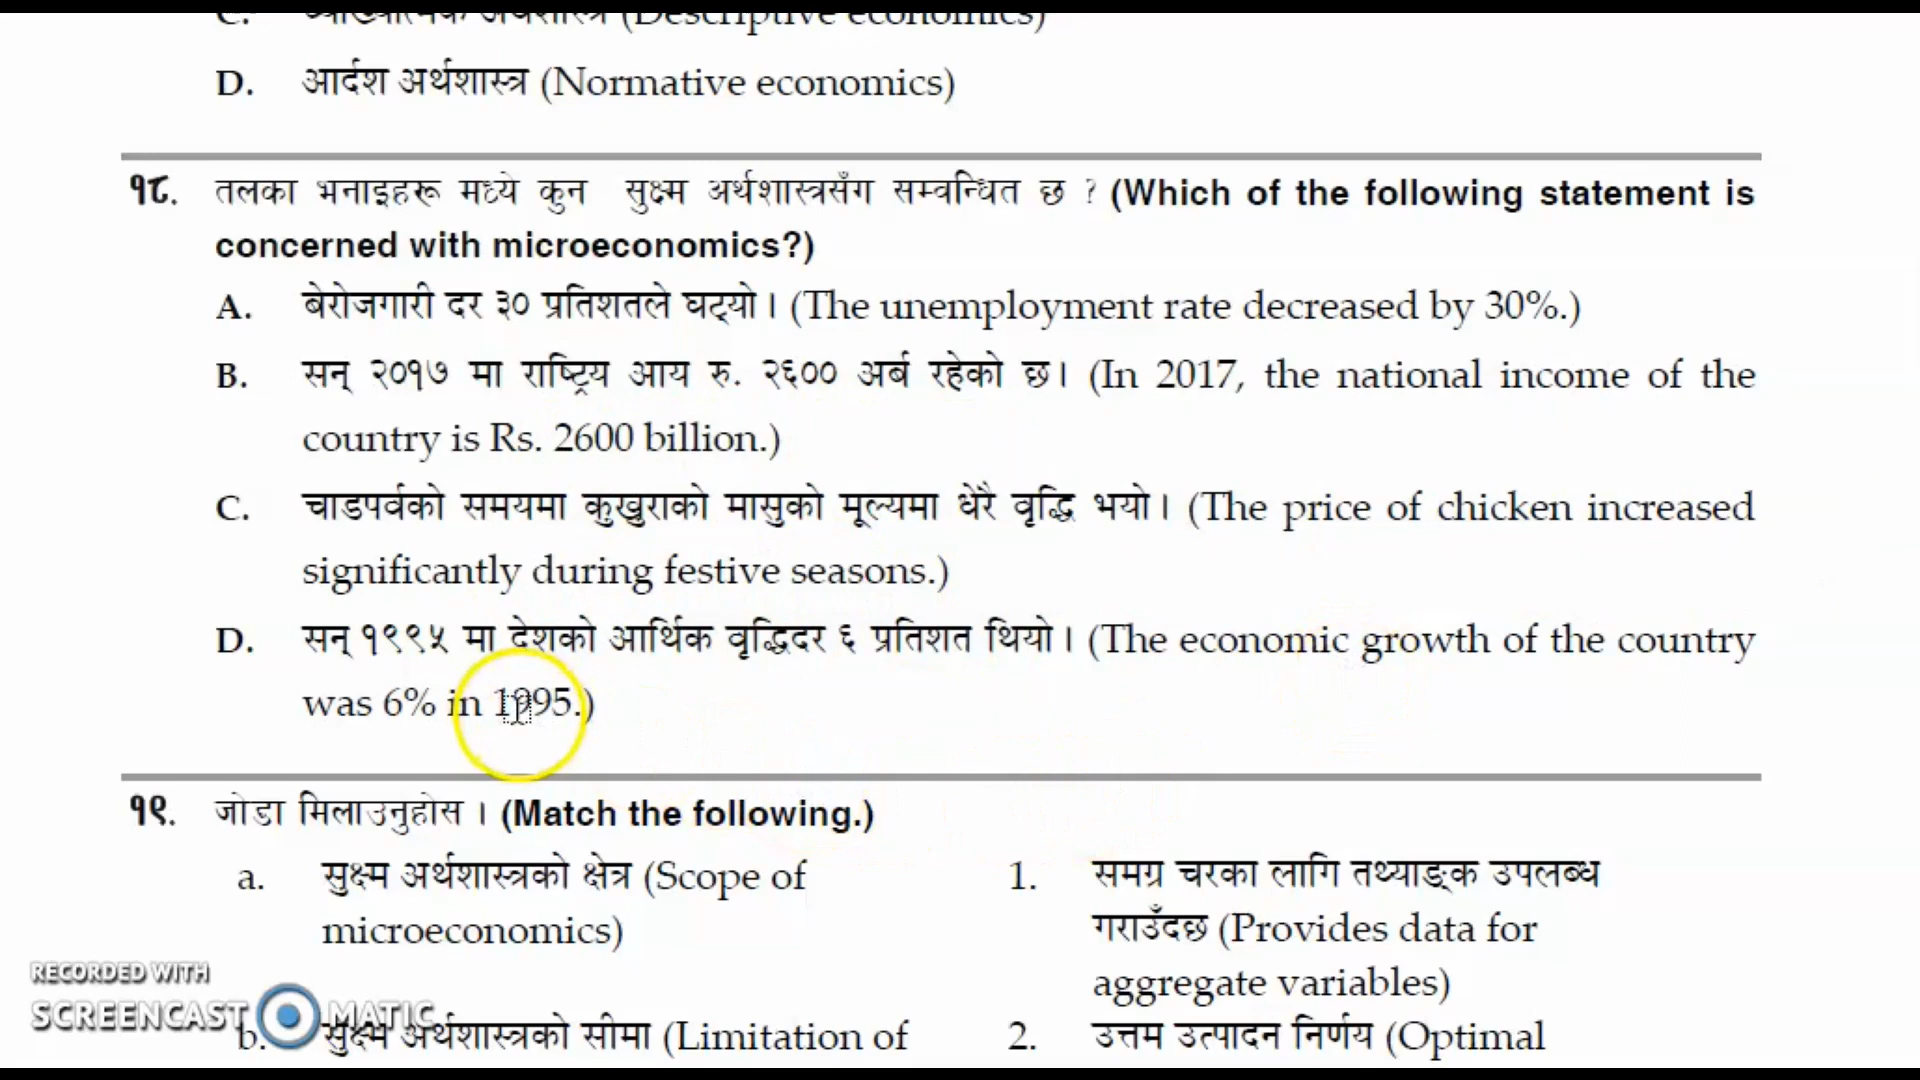 C. व्याख्यात्मक अर्थशास्त्र (Descriptive economics)
D. आर्दश अर्थशास्त्र (Normative economics)
१८. तलका भनाइहरू मध्ये कुन सुक्ष्म अर्थशास्त्रसँग सम्वन्धित छ ? (Which of the following statement is
concerned with microeconomics?)
A. बेरोजगारी दर ३० प्रतिशतले घट्यो । (The unemployment rate decreased by 30%.)
B. सन् २०१७ मा राष्ट्रिय आय रु. २६०० अर्ब रहेको छ। (In 2017, the national income of the
country is Rs. 2600 billion.)
C. चाडपर्वको समयमा कुखुराको मासुको मूल्यमा धेरै वृद्धि भयो । (The price of chicken increased
significantly during festive seasons.)
D. सन् १९९५ मा देशको आर्थिक वृद्धिदर ६ प्रतिशत थियो । (The economic growth of the country
was 6% in 1995.)
१९. जोडा मिलाउनुहोस । (Match the following.)
a. सुक्ष्म अर्थशास्त्रको क्षेत्र (Scope of
microeconomics)
1. समग्र चरका लागि तथ्याङ्क उपलब्ध
गराउँदछ (Provides data for
aggregate variables)
b. सुक्ष्म अर्थशास्त्रको सीमा (Limitation of
2. उत्तम उत्पादन निर्णय (Optimal
RECORDED WITH
SCREENCAST MATIC